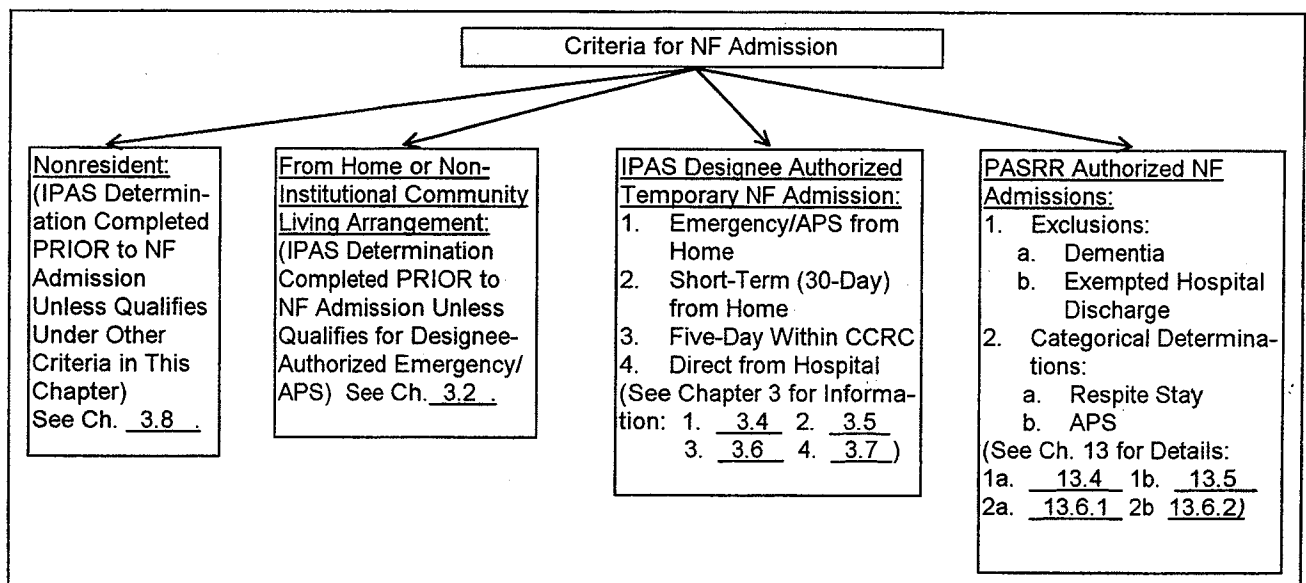 Criteria for NF Admission
Nonresident:
(IPAS Determin-
ation Completed
PRIOR to NF
Admission
Unless Qualifies
Under Other
Criteria in This
Chapter)
See Ch. 3.8 .
From Home or Non-
Institutional Community
Living Arrangement:
(IPAS Determination
Completed PRIOR to
NF Admission Unless
Qualifies for Designee-
Authorized Emergency/
APS) See Ch. 3.2 .
IPAS Designee Authorized
Temporary NF Admission:
1. Emergency/APS from
Home
2. Short-Term (30-Day)
from Home
3. Five-Day Within CCRC
4. Direct from Hospital
(See Chapter 3 for Informa-
tion: 1. 3.4 2. 3.5
3. 3.6 4. 3.7 )
PASRR Authorized NF
Admissions:
1. Exclusions:
a. Dementia
b. Exempted Hospital
Discharge
2. Categorical Determina-
tions:
a. Respite Stay
b. APS
(See Ch. 13 for Details:
1a. 13.4 1b. 13.5
2a. 13.6.1 2b 13.6.2)